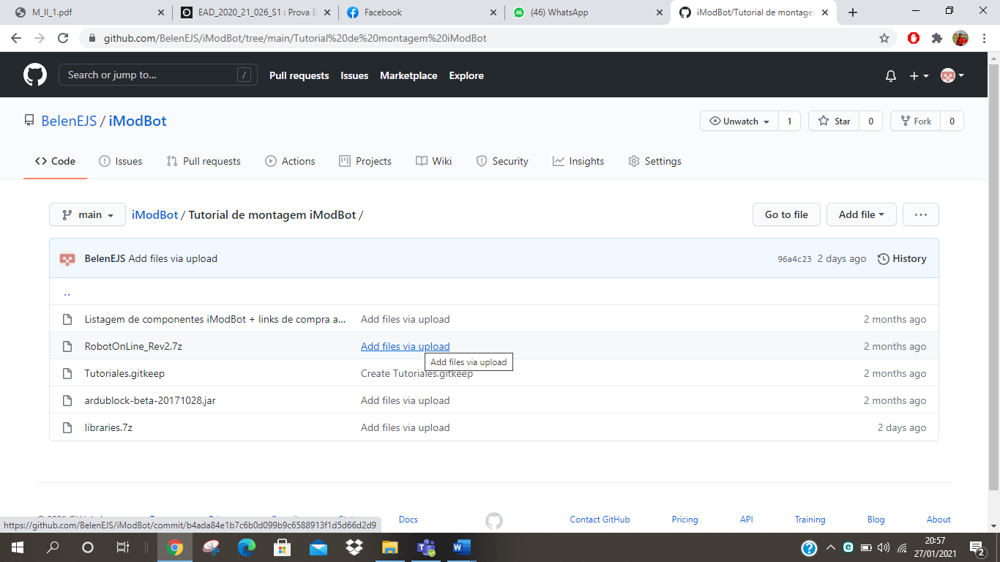 M_II_1.pdf
EAD_2020_21_026_S1 : Prova E
Facebook
46
(46) WhatsApp
iModBot/Tutorial de montagem
github.com/BelenEJS/iModBot/tree/main/Tutorial%20de%20montagem%20iModBot
Search or jump to... /
Pull requests Issues Marketplace Explore
BelenEJS / iModBot
Unwatch 1 Star 0 Fork 0
Code Issues Pull requests Actions Projects Wiki Security Insights Settings
main iModBot / Tutorial de montagem iModBot /
Go to file Add file ...
BelenEJS Add files via upload 96a4c23 2 days ago History
..
Listagem de componentes iModBot + links de compra a... Add files via upload 2 months ago
RobotOnLine_Rev2.7z Add files via upload 2 months ago
Add files via upload
Tutoriales.gitkeep Create Tutoriales.gitkeep 2 months ago
ardublock-beta-20171028.jar Add files via upload 2 months ago
libraries.7z Add files via upload 2 days ago
Docs Contact GitHub Pricing API Training Blog About
https://github.com/BelenEJS/iModBot/commit/b4ada84e1b7c6b0d099b9c6588913f1d5d66d2d9
20:57
27/01/2021
2